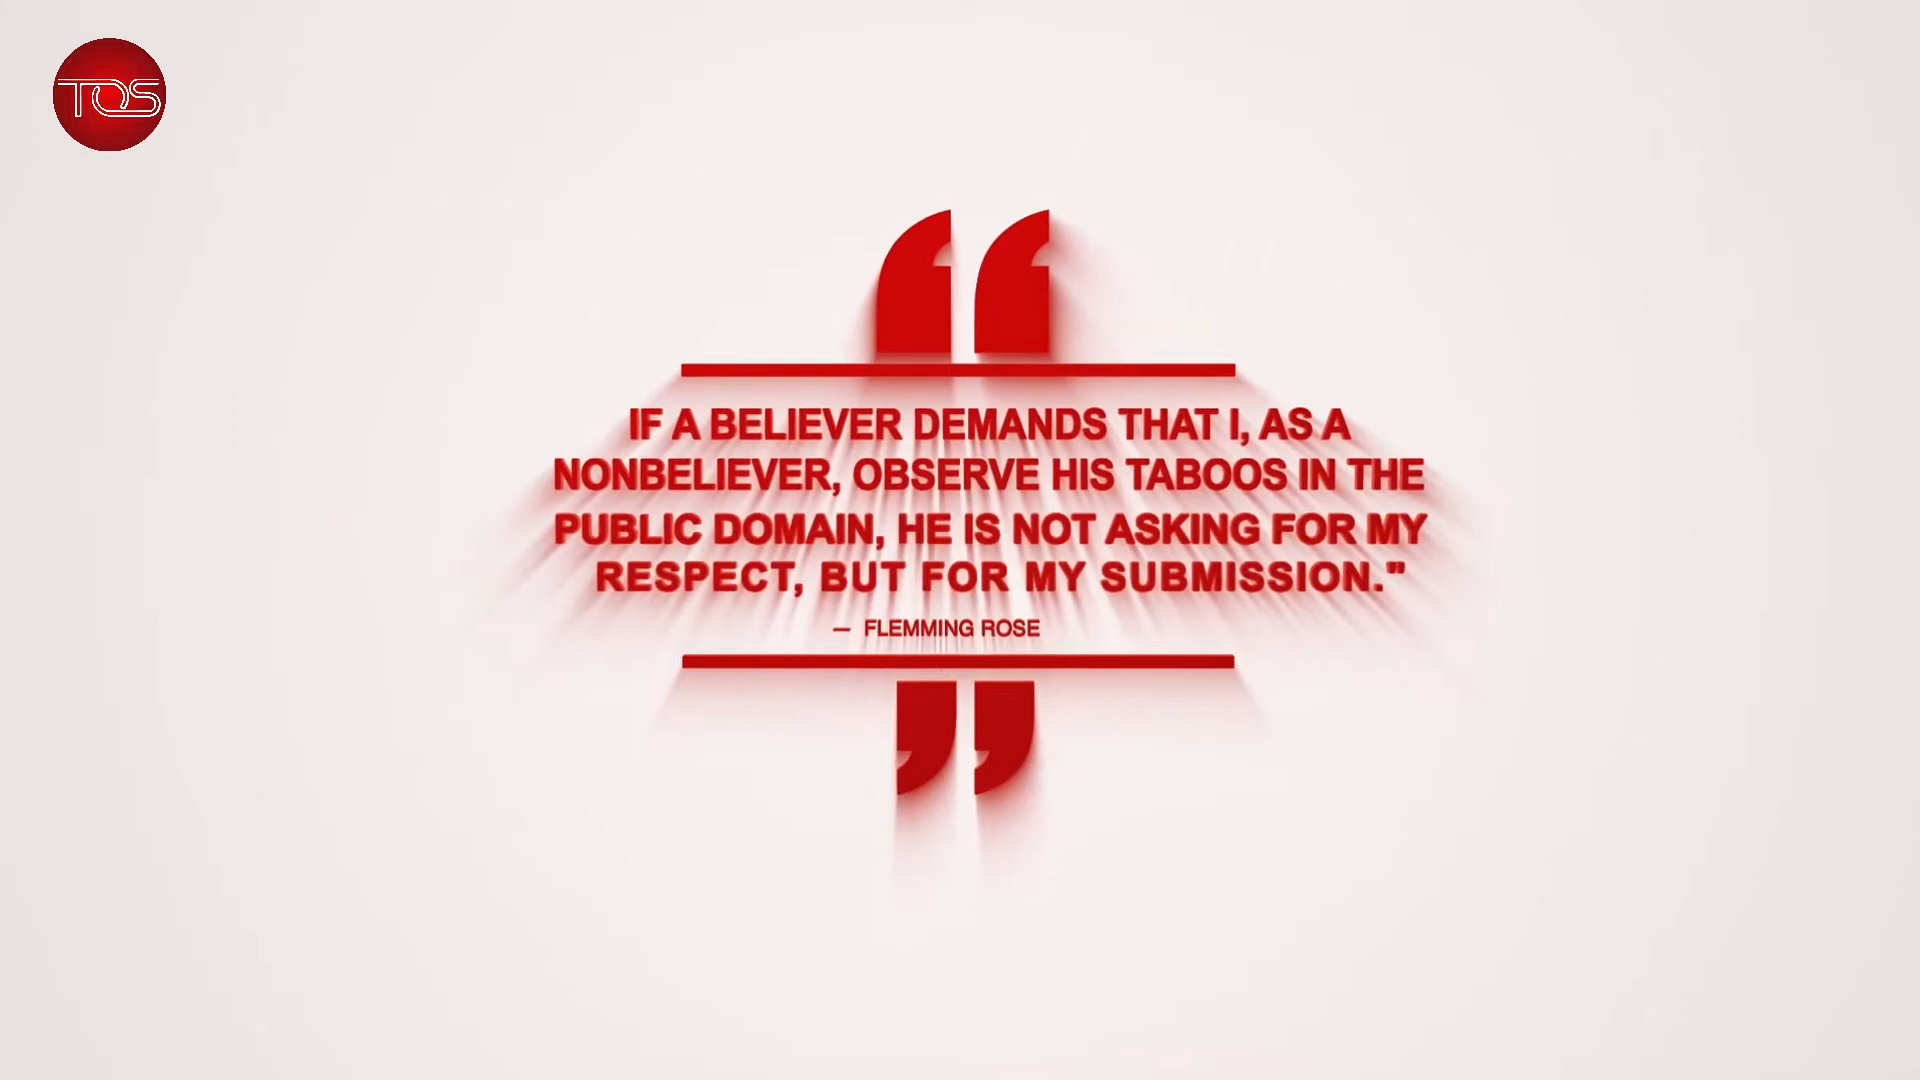 TOS
IF A BELIEVER DEMANDS THAT I, AS A
NONBELIEVER, OBSERVE HIS TABOOS IN THE
PUBLIC DOMAIN, HE IS NOT ASKING FOR MY
RESPECT, BUT FOR MY SUBMISSION."
— FLEMMING ROSE